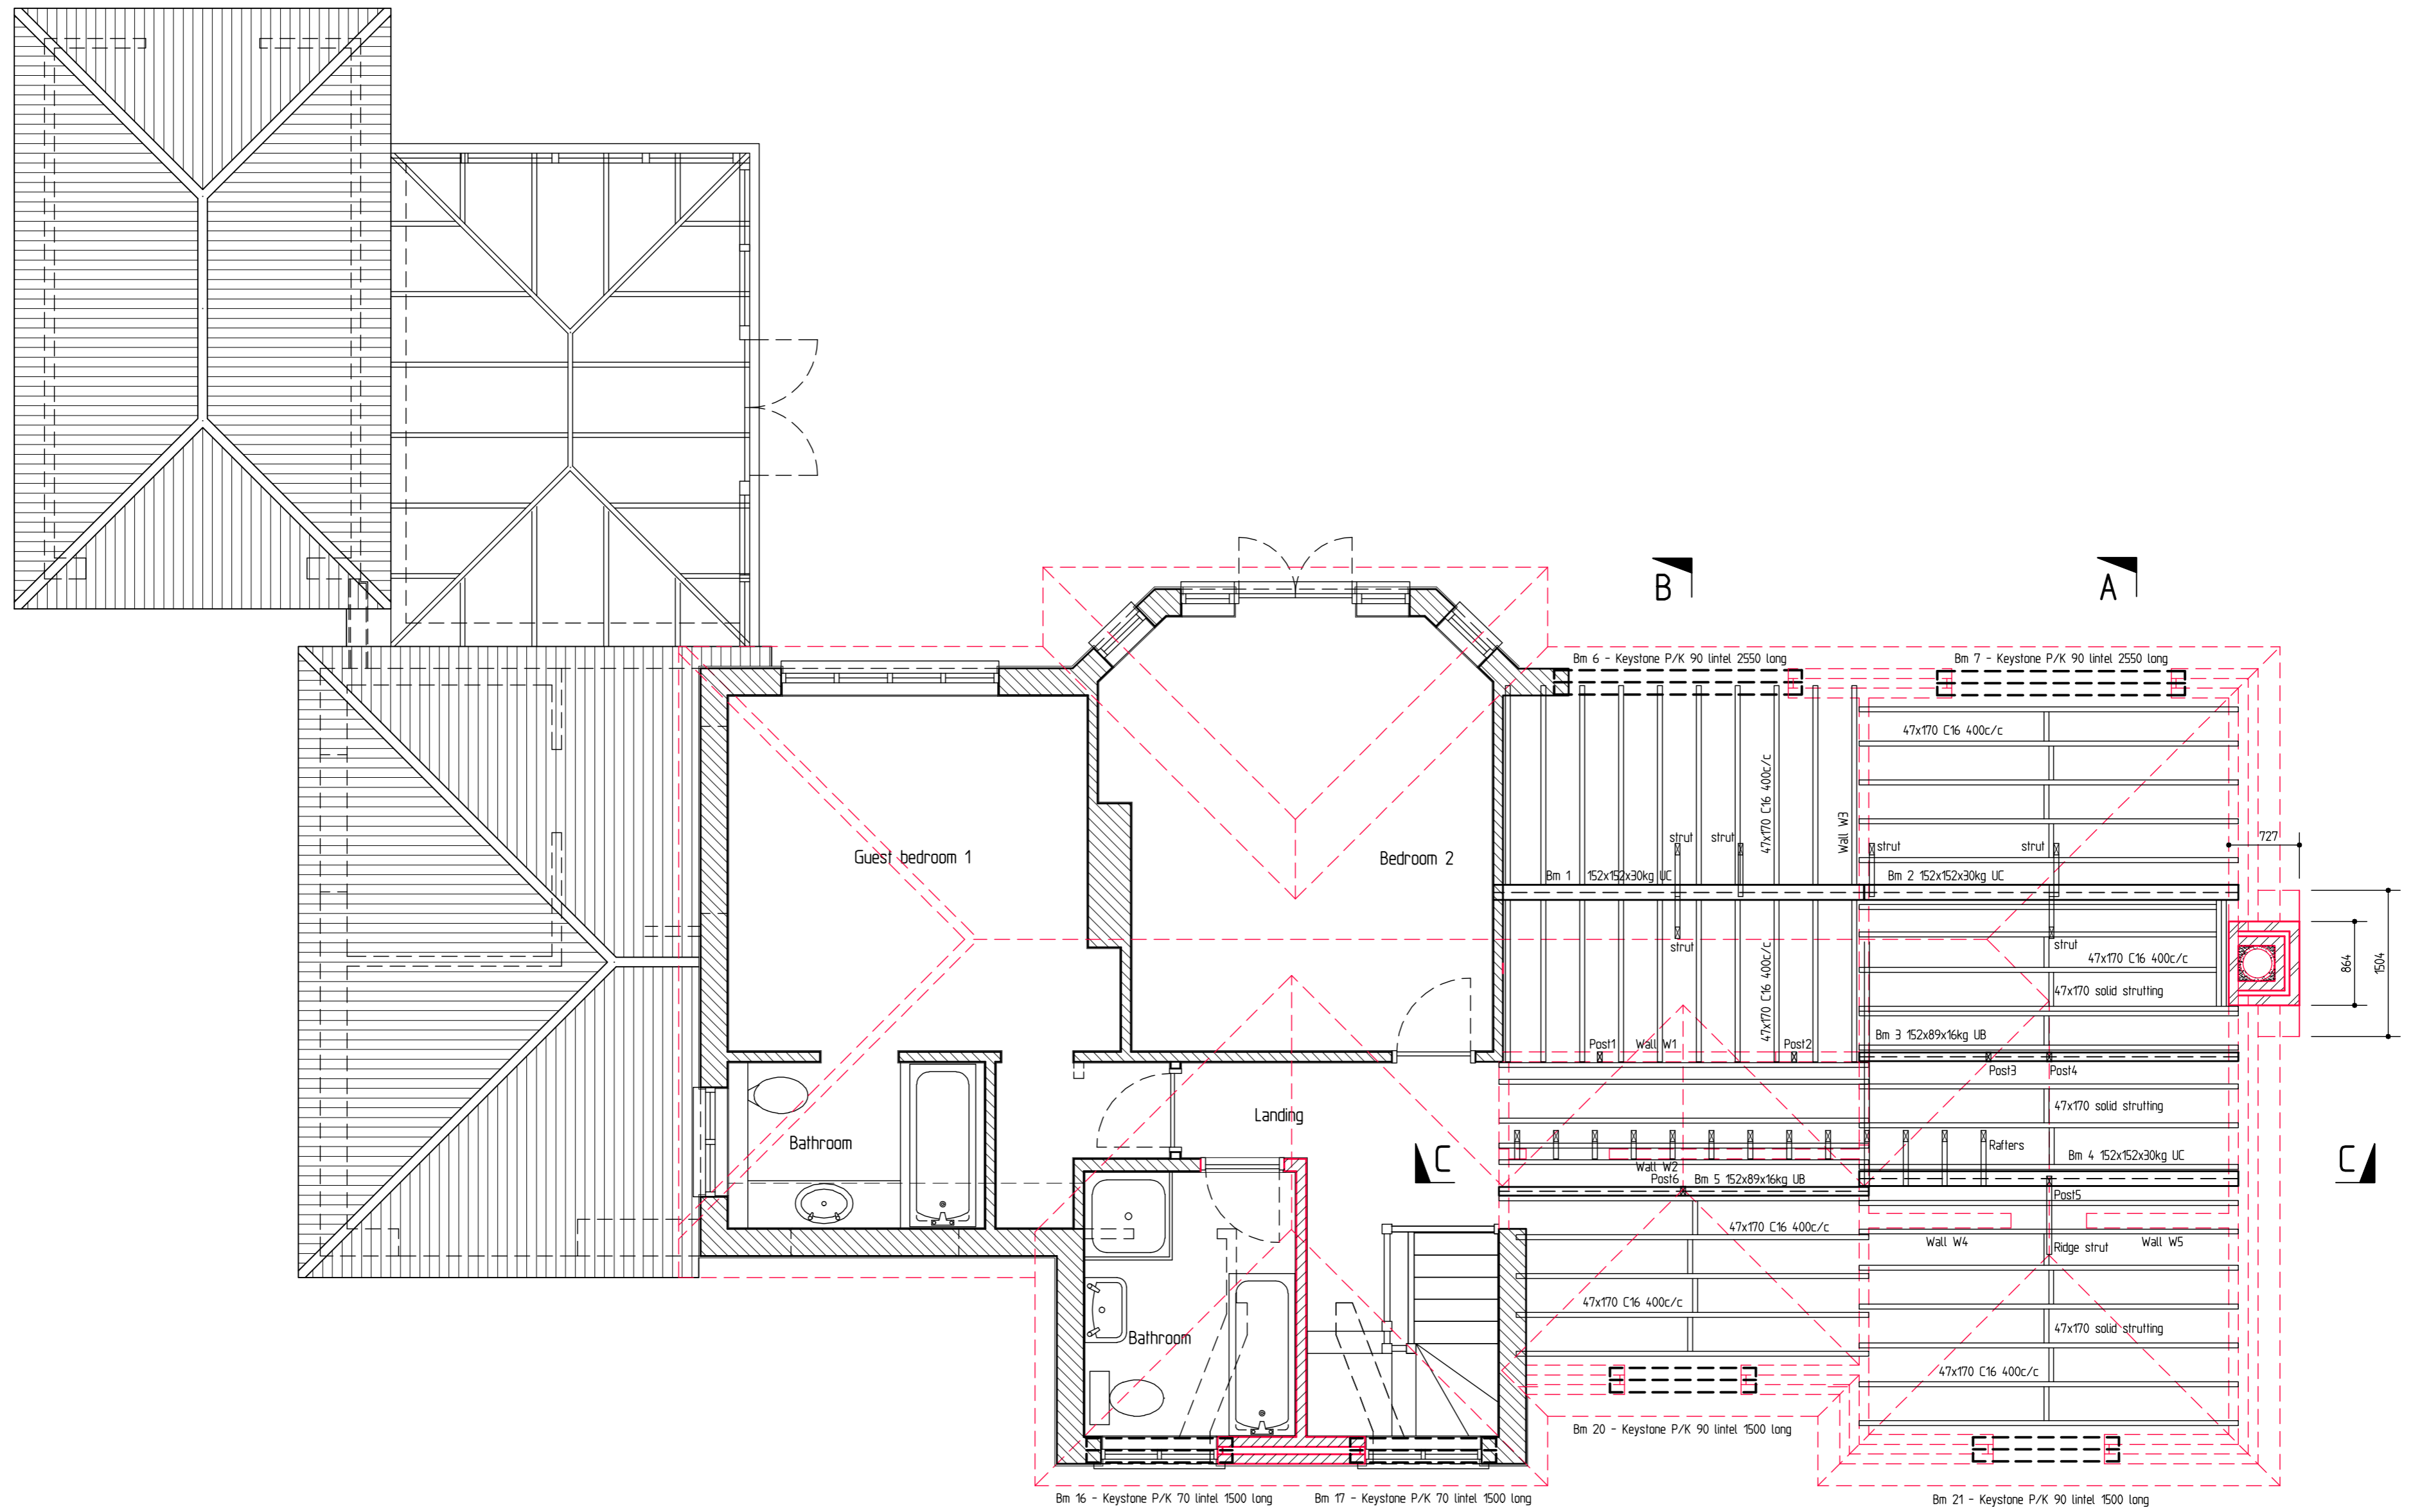 B
A
Bm 6 - Keystone P/K 90 lintel 2550 long
Bm 7 - Keystone P/K 90 lintel 2550 long
47x170 C16 400c/c
47x170 C16 400c/c
Wall W3
727
strut
strut
strut
strut
Guest bedroom 1
Bedroom 2
Bm 1 152x152x30kg UC
Bm 2 152x152x30kg UC
strut
strut
47x170 C16 400c/c
47x170 C16 400c/c
864
1504
47x170 solid strutting
Bm 3 152x89x16kg UB
Post1
Wall W1
Post2
Post3
Post4
47x170 solid strutting
Landing
Bathroom
Rafters
C
Bm 4 152x152x30kg UC
C
Wall W2
Post6
Bm 5 152x89x16kg UB
Post5
47x170 C16 400c/c
Wall W4
Ridge strut
Wall W5
47x170 C16 400c/c
47x170 solid strutting
Bathroom
47x170 C16 400c/c
Bm 20 - Keystone P/K 90 lintel 1500 long
Bm 16 - Keystone P/K 70 lintel 1500 long
Bm 17 - Keystone P/K 70 lintel 1500 long
Bm 21 - Keystone P/K 90 lintel 1500 long